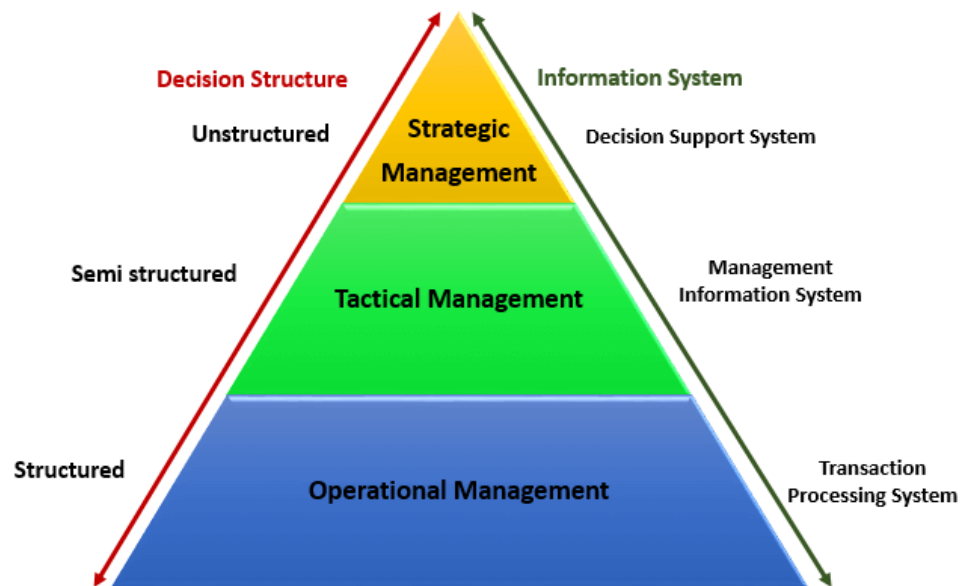 Decision Structure
Information System
Unstructured
Strategic
Management
Decision Support System
Semi structured
Tactical Management
Management
Information System
Structured
Operational Management
Transaction
Processing System